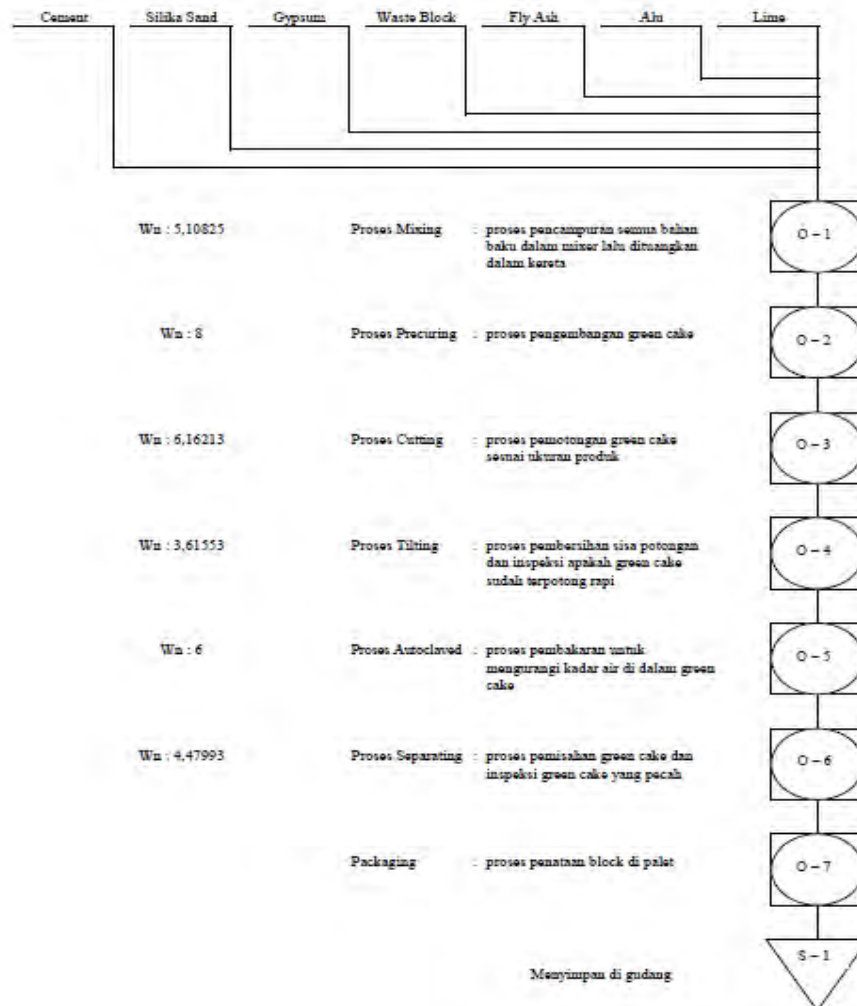 Cement Silika Sand Gypsum Waste Block Fly Ash Alu Lime
Wn : 5,10825 Proses Mixing : proses pencampuran semua bahan O – 1
baku dalam mixer lalu dituangkan
dalam kereta
Wn : 8 Proses Precuring : proses pengembangan green cake O – 2
Wn : 6,16213 Proses Cutting : proses pemotongan green cake O – 3
sesuai ukuran produk
Wn : 3,61553 Proses Tilting : proses pembersihan sisa potongan O – 4
dan inspeksi apakah green cake
sudah terpotong rapi
Wn : 6 Proses Autoclaved : proses pembakaran untuk O – 5
mengurangi kadar air di dalam green
cake
Wn : 4,47993 Proses Separating : proses pemisahan green cake dan O – 6
inspeksi green cake yang pecah
Packaging : proses penataan block di palet O – 7
S – 1
Menyimpan di gudang